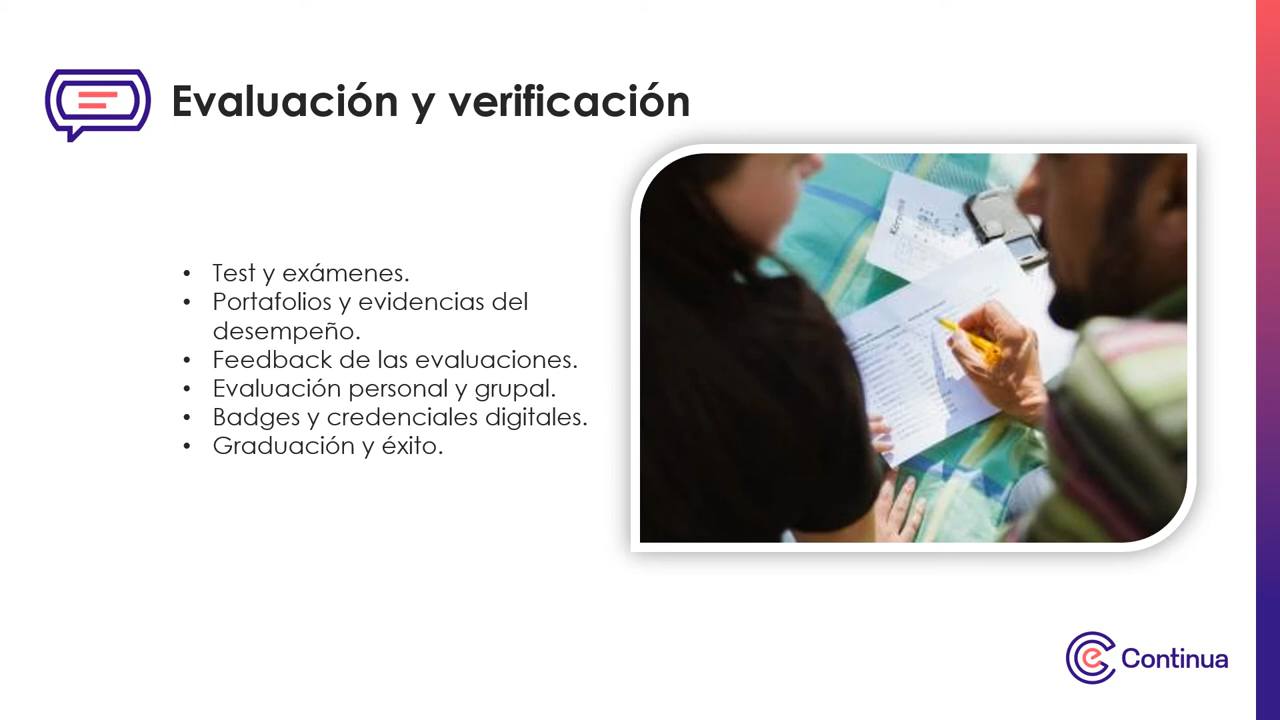 Evaluación y verificación
• Test y exámenes.
• Portafolios y evidencias del
desempeño.
• Feedback de las evaluaciones.
• Evaluación personal y grupal.
• Badges y credenciales digitales.
• Graduación y éxito.
e Continua